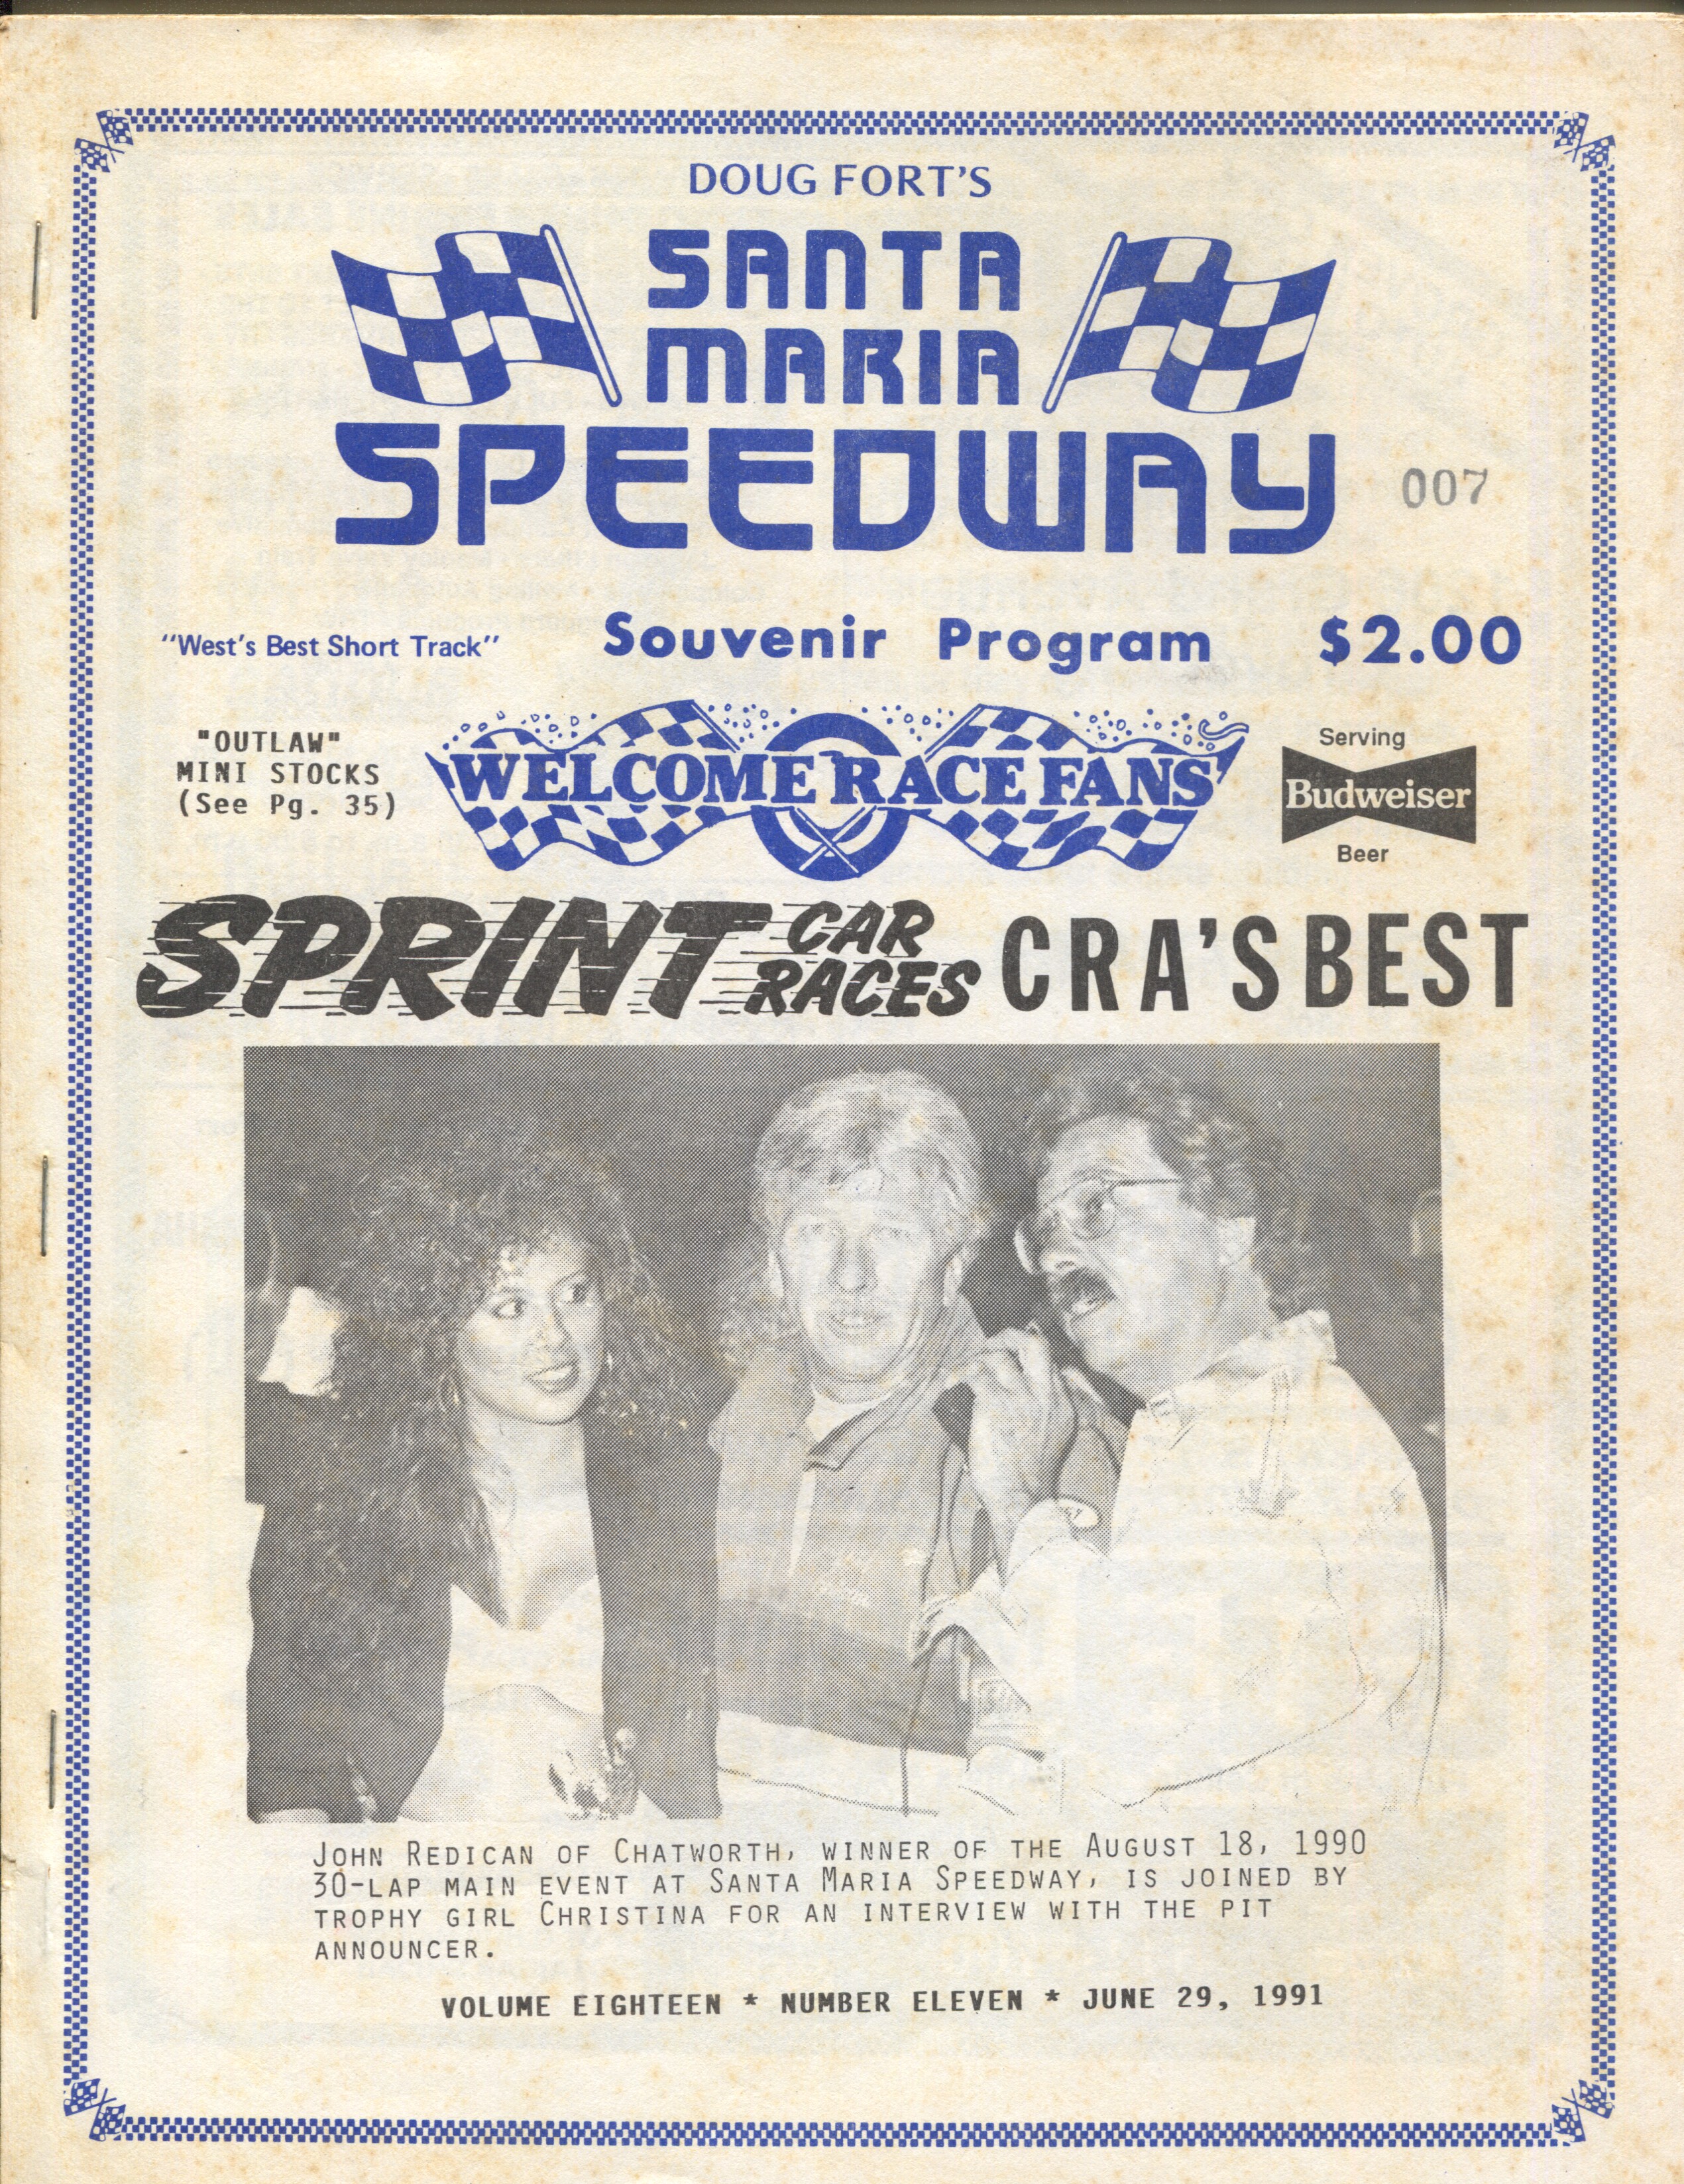 DOUG FORT'S
SANTA
MARIA
SPEEDWAY
007
"West's Best Short Track"
Souvenir Program
$2.00
"OUTLAW"
MINI STOCKS
(See Pg. 35)
WELCOME RACE FANS
Serving
Budweiser
Beer
SPRINT CAR RACES
CRA'S BEST
JOHN REDICAN OF CHATWORTH, WINNER OF THE AUGUST 18, 1990
30-LAP MAIN EVENT AT SANTA MARIA SPEEDWAY, IS JOINED BY
TROPHY GIRL CHRISTINA FOR AN INTERVIEW WITH THE PIT
ANNOUNCER.
VOLUME EIGHTEEN * NUMBER ELEVEN * JUNE 29, 1991